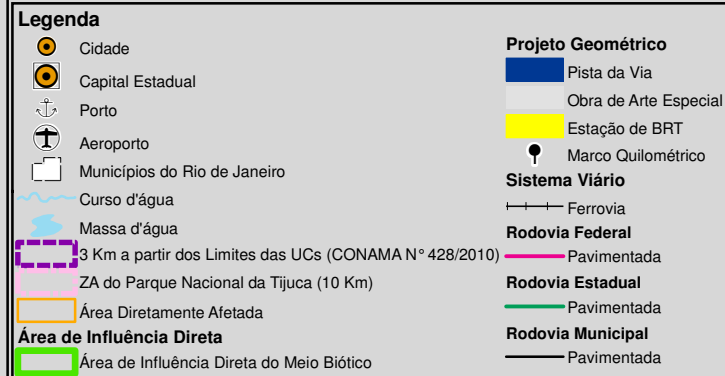 Legenda
Cidade
Capital Estadual
Porto
Aeroporto
Municípios do Rio de Janeiro
Curso d'água
Massa d'água
3 Km a partir dos Limites das UCs (CONAMA N° 428/2010)
ZA do Parque Nacional da Tijuca (10 Km)
Área Diretamente Afetada
Área de Influência Direta
Área de Influência Direta do Meio Biótico
Projeto Geométrico
Pista da Via
Obra de Arte Especial
Estação de BRT
Marco Quilométrico
Sistema Viário
Ferrovia
Rodovia Federal
Pavimentada
Rodovia Estadual
Pavimentada
Rodovia Municipal
Pavimentada